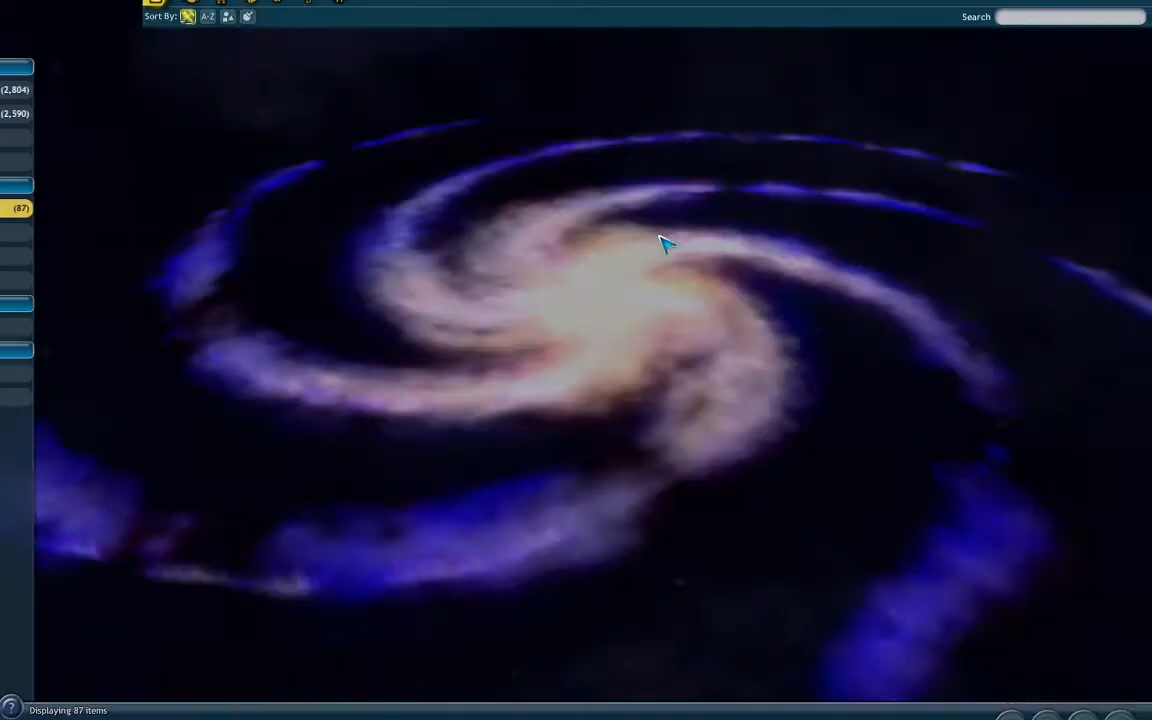 Sort By: A-Z Search
(2,804)
(2,590)
(87)
? Displaying 87 items